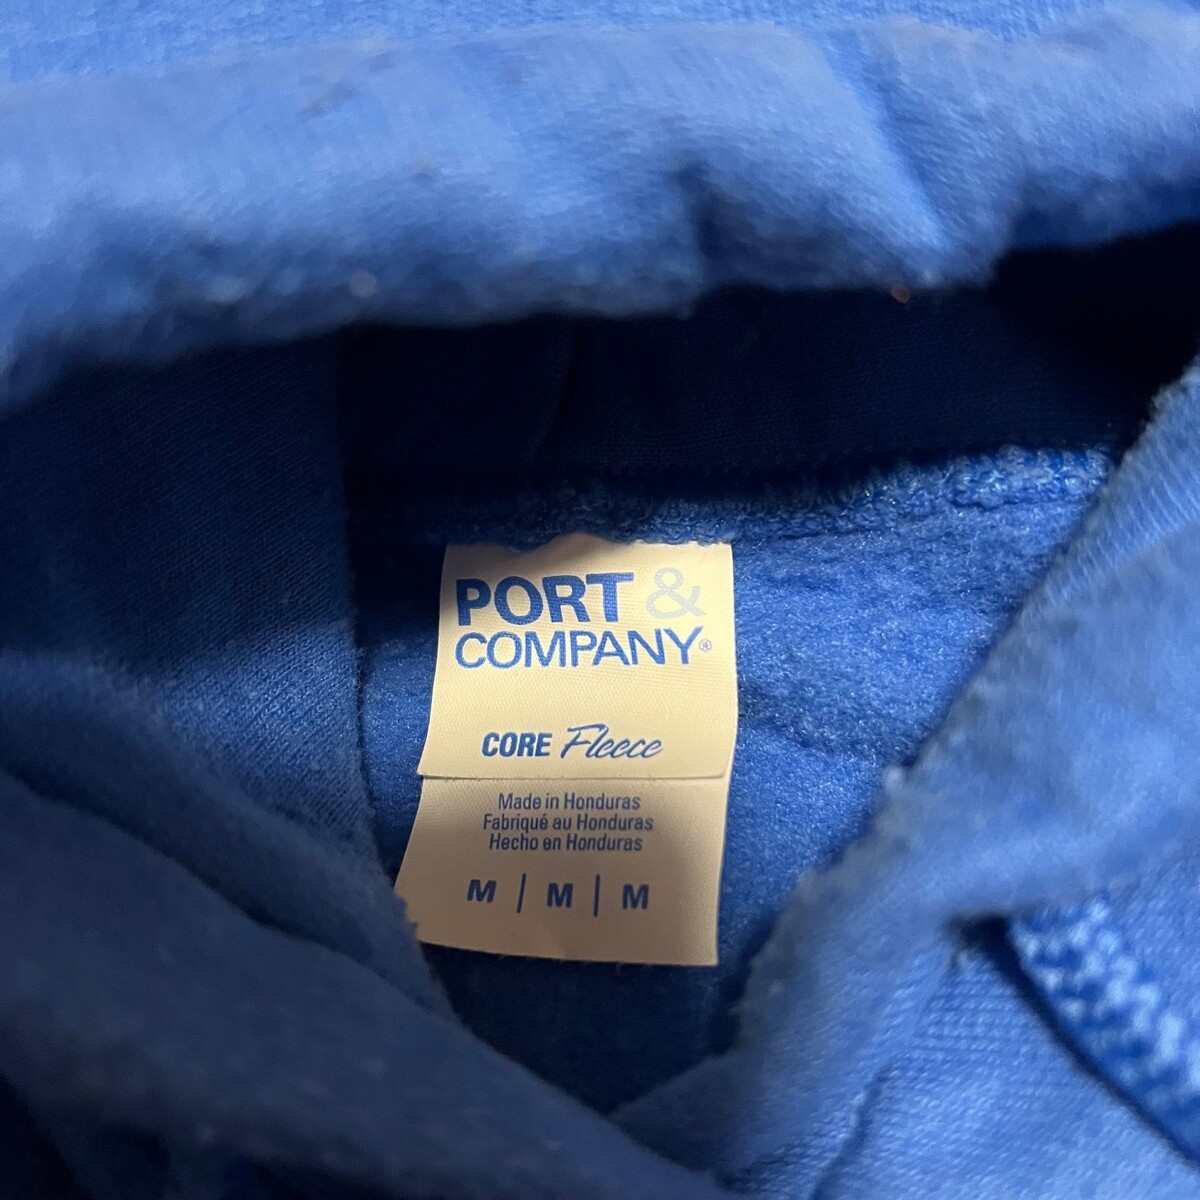 PORT &
COMPANY®
CORE Fleece
Made in Honduras
Fabriqué au Honduras
Hecho en Honduras
M | M | M